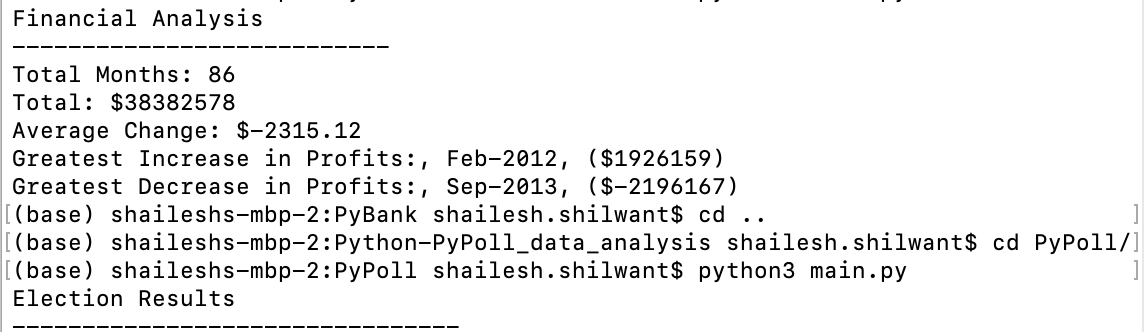 Financial Analysis
---------------------------
Total Months: 86
Total: $38382578
Average Change: $-2315.12
Greatest Increase in Profits:, Feb-2012, ($1926159)
Greatest Decrease in Profits:, Sep-2013, ($-2196167)
[(base) shaileshs-mbp-2:PyBank shailesh.shilwant$ cd .. ]
[(base) shaileshs-mbp-2:Python-PyPoll_data_analysis shailesh.shilwant$ cd PyPoll/]
[(base) shaileshs-mbp-2:PyPoll shailesh.shilwant$ python3 main.py ]
Election Results
--------------------------------